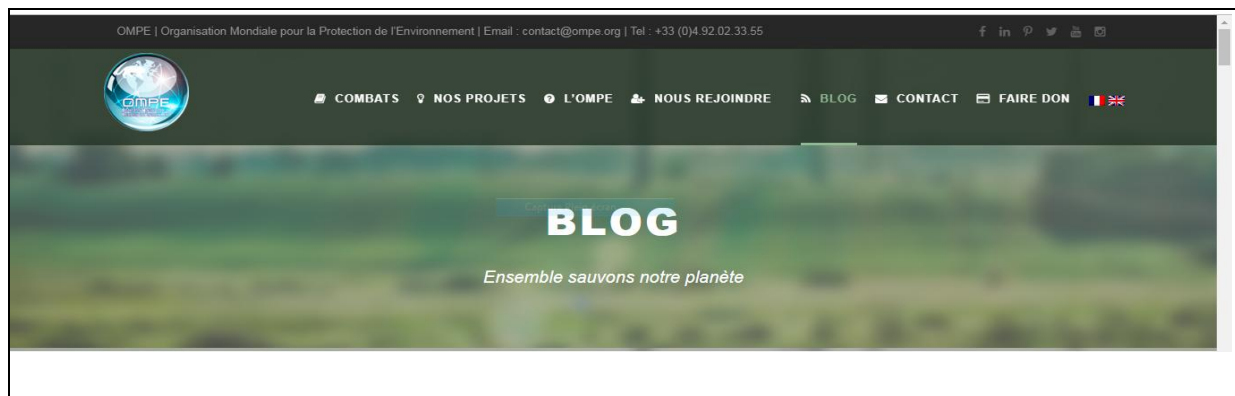 OMPE | Organisation Mondiale pour la Protection de l'Environnement | Email : contact@ompe.org | Tel : +33 (0)4.92.02.33.55
OMPE
COMBATS NOS PROJETS L'OMPE NOUS REJOINDRE BLOG CONTACT FAIRE DON
BLOG
Ensemble sauvons notre planète